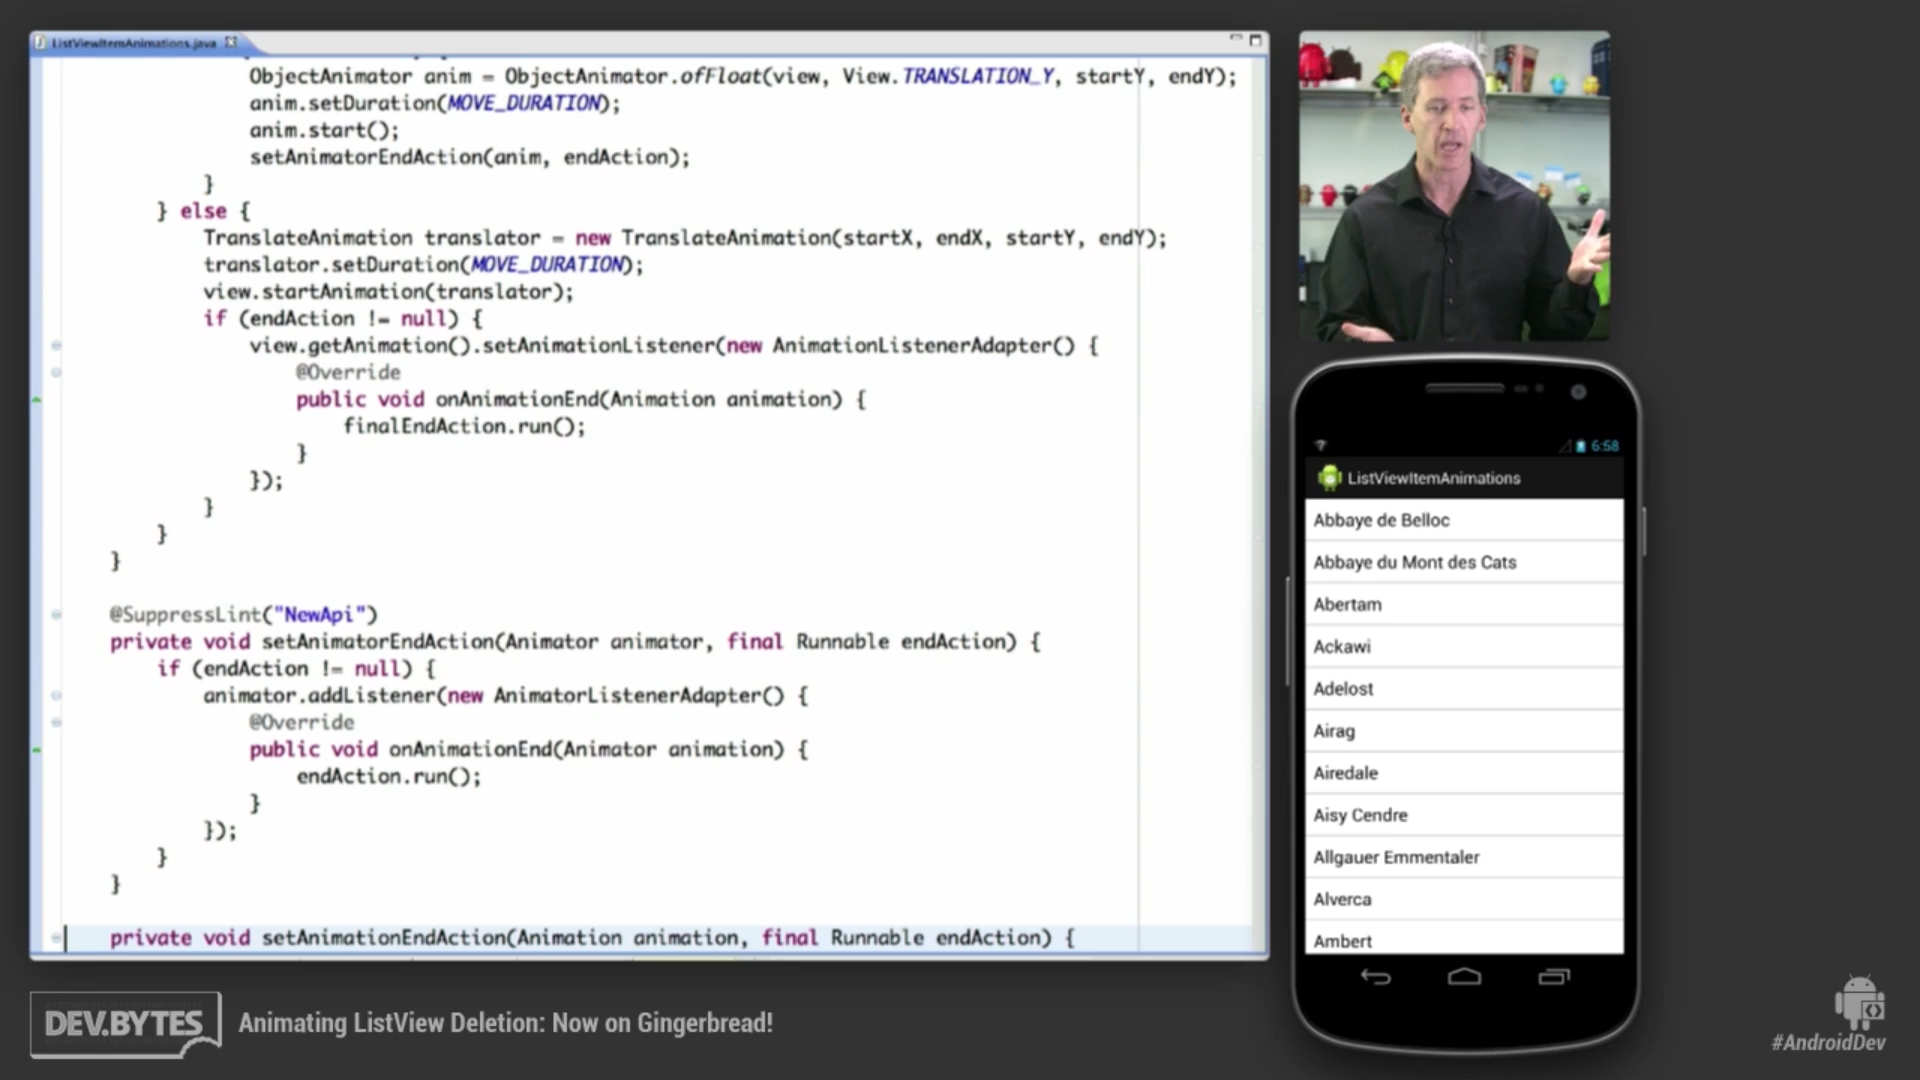 ListViewItemAnimations.java
ObjectAnimator anim = ObjectAnimator.ofFloat(view, View.TRANSLATION_Y, startY, endY);
anim.setDuration(MOVE_DURATION);
anim.start();
setAnimatorEndAction(anim, endAction);
}
} else {
TranslateAnimation translator = new TranslateAnimation(startX, endX, startY, endY);
translator.setDuration(MOVE_DURATION);
view.startAnimation(translator);
if (endAction != null) {
view.getAnimation().setAnimationListener(new AnimationListenerAdapter() {
@Override
public void onAnimationEnd(Animation animation) {
finalEndAction.run();
}
});
}
}
}
@SuppressLint("NewApi")
private void setAnimatorEndAction(Animator animator, final Runnable endAction) {
if (endAction != null) {
animator.addListener(new AnimatorListenerAdapter() {
@Override
public void onAnimationEnd(Animator animation) {
endAction.run();
}
});
}
}
private void setAnimationEndAction(Animation animation, final Runnable endAction) {
6:58
ListViewItemAnimations
Abbaye de Belloc
Abbaye du Mont des Cats
Abertam
Ackawi
Adelost
Airag
Airedale
Aisy Cendre
Allgauer Emmentaler
Alverca
Ambert
DEV.BYTES
Animating ListView Deletion: Now on Gingerbread!
#AndroidDev